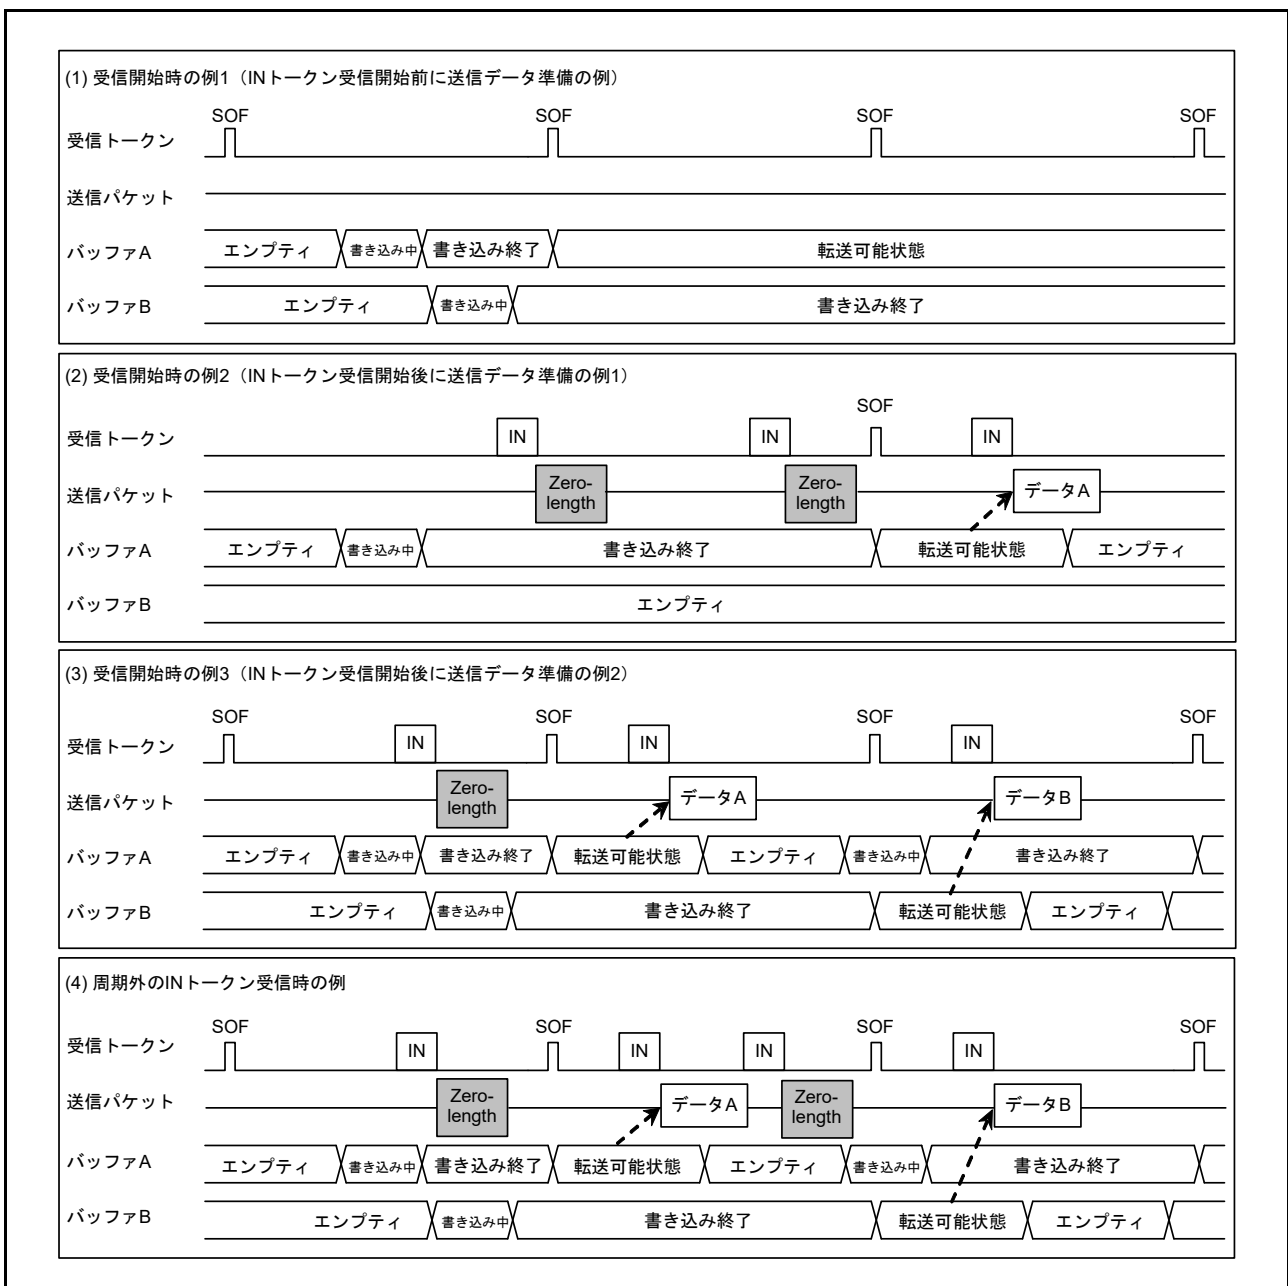 (1) 受信開始時の例1（INトークン受信開始前に送信データ準備の例）
SOF SOF SOF SOF
受信トークン
送信パケット
バッファA エンプティ 書き込み中 書き込み終了 転送可能状態
バッファB エンプティ 書き込み中 書き込み終了
(2) 受信開始時の例2（INトークン受信開始後に送信データ準備の例1）
SOF
受信トークン IN IN IN
送信パケット Zero-length Zero-length データA
バッファA エンプティ 書き込み中 書き込み終了 転送可能状態 エンプティ
バッファB エンプティ
(3) 受信開始時の例3（INトークン受信開始後に送信データ準備の例2）
SOF SOF SOF SOF
受信トークン IN IN IN
送信パケット Zero-length データA データB
バッファA エンプティ 書き込み中 書き込み終了 転送可能状態 エンプティ 書き込み中 書き込み終了
バッファB エンプティ 書き込み中 書き込み終了 転送可能状態 エンプティ
(4) 周期外のINトークン受信時の例
SOF SOF SOF SOF
受信トークン IN IN IN IN
送信パケット Zero-length データA Zero-length データB
バッファA エンプティ 書き込み中 書き込み終了 転送可能状態 エンプティ 書き込み中 書き込み終了
バッファB エンプティ 書き込み中 書き込み終了 転送可能状態 エンプティ